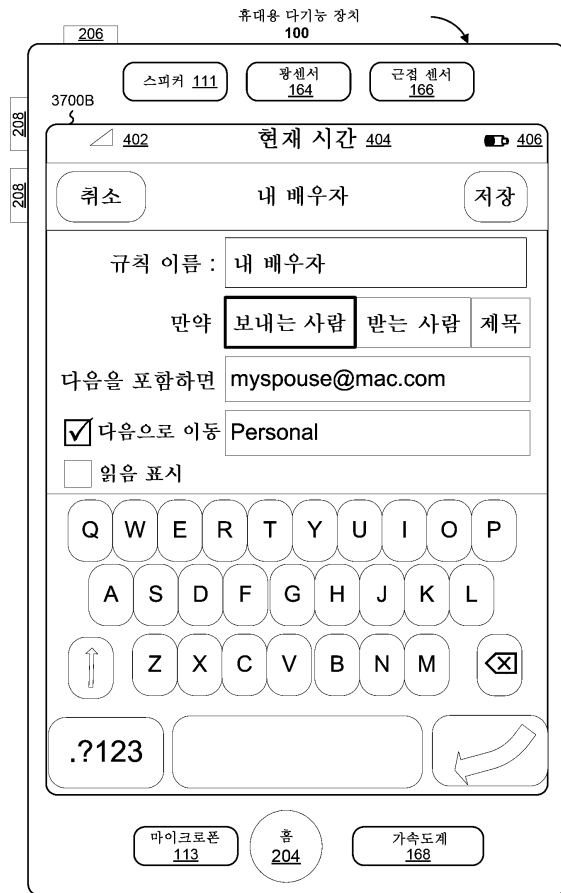 휴대용 다기능 장치
100
206
스피커 111
광센서
164
근접 센서
166
3700B
208
208
402
현재 시간 404
406
취소
내 배우자
저장
규칙 이름 : 내 배우자
만약 보내는 사람 받는 사람 제목
다음을 포함하면 myspouse@mac.com
다음으로 이동 Personal
읽음 표시
Q W E R T Y U I O P
A S D F G H J K L
Z X C V B N M
.?123
마이크로폰
113
홈
204
가속도계
168